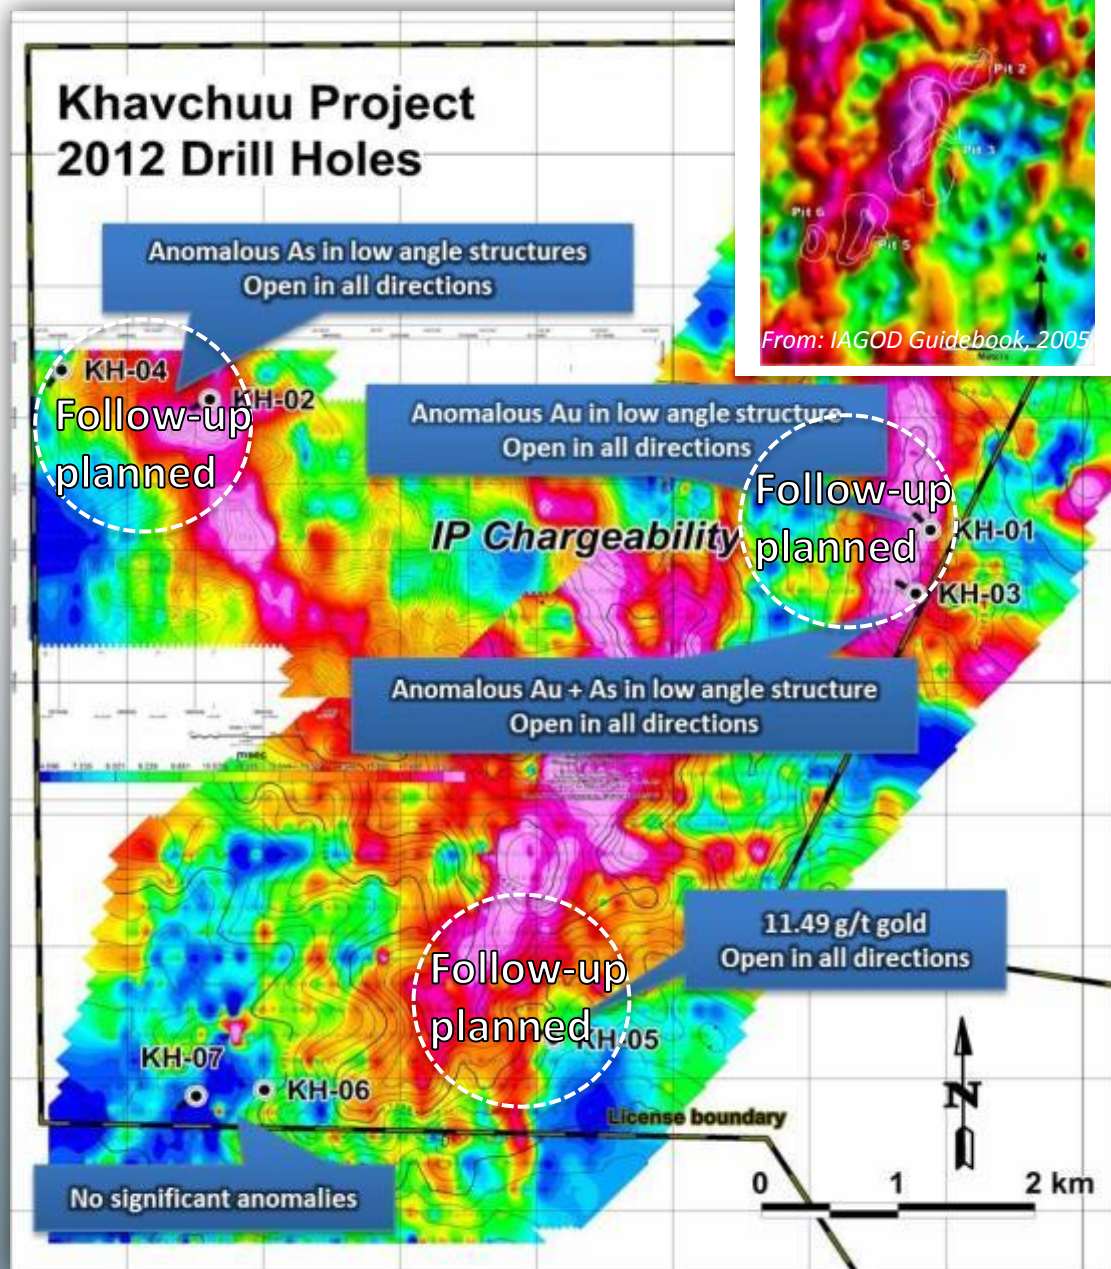 Khavchuu Project
2012 Drill Holes
Pit 2
Pit 3
Pit 6
Pit 5
N
From: IAGOD Guidebook, 2005
Meters
Anomalous As in low angle structures
Open in all directions
KH-04
KH-02
Follow-up
planned
Anomalous Au in low angle structure
Open in all directions
Follow-up
planned
IP Chargeability
KH-01
KH-03
Anomalous Au + As in low angle structure
Open in all directions
msec
11.49 g/t gold
Open in all directions
Follow-up
planned
KH-05
KH-07
KH-06
License boundary
N
0 1 2 km
No significant anomalies